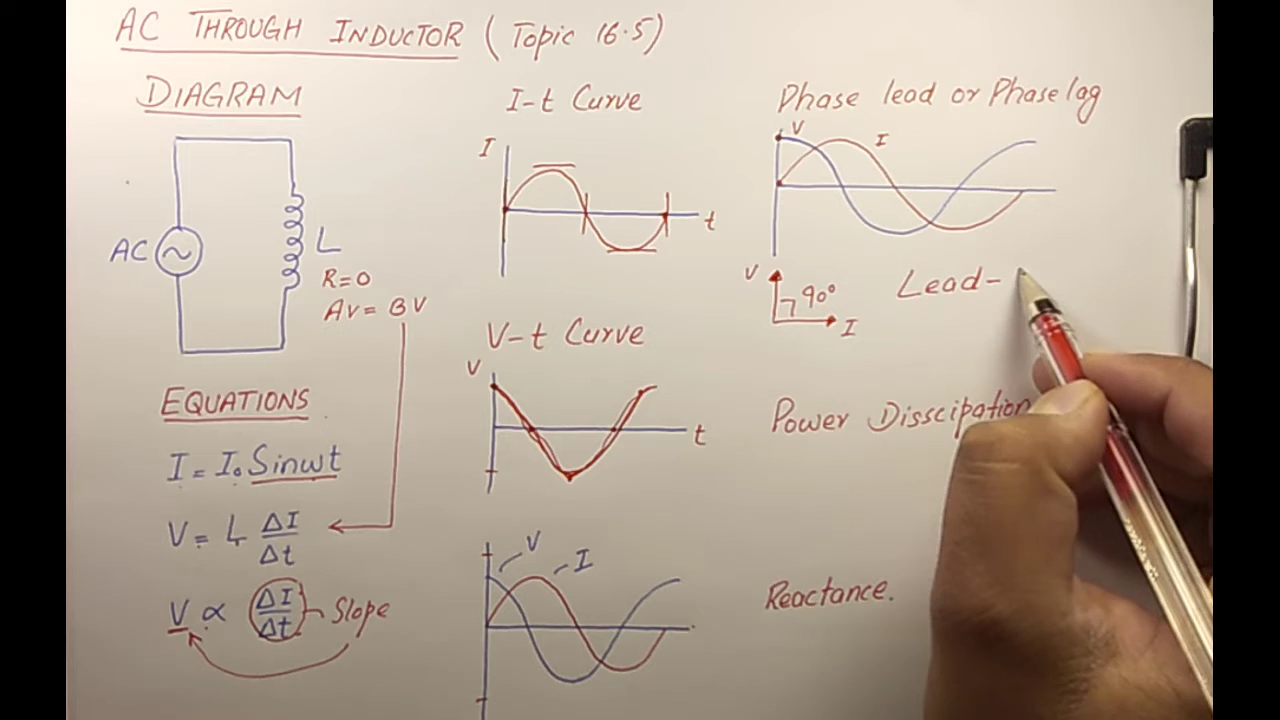 AC THROUGH INDUCTOR (Topic 16.5)
DIAGRAM
AC
L
R=0
Av = BV
EQUATIONS
I = I₀ Sinwt
V = L ΔI/Δt
V ∝ ΔI/Δt Slope
I-t Curve
I
t
V-t Curve
V
t
V
I
Phase lead or Phase lag
V
I
V
90°
I
Lead-
Power Disscipation
Reactance.